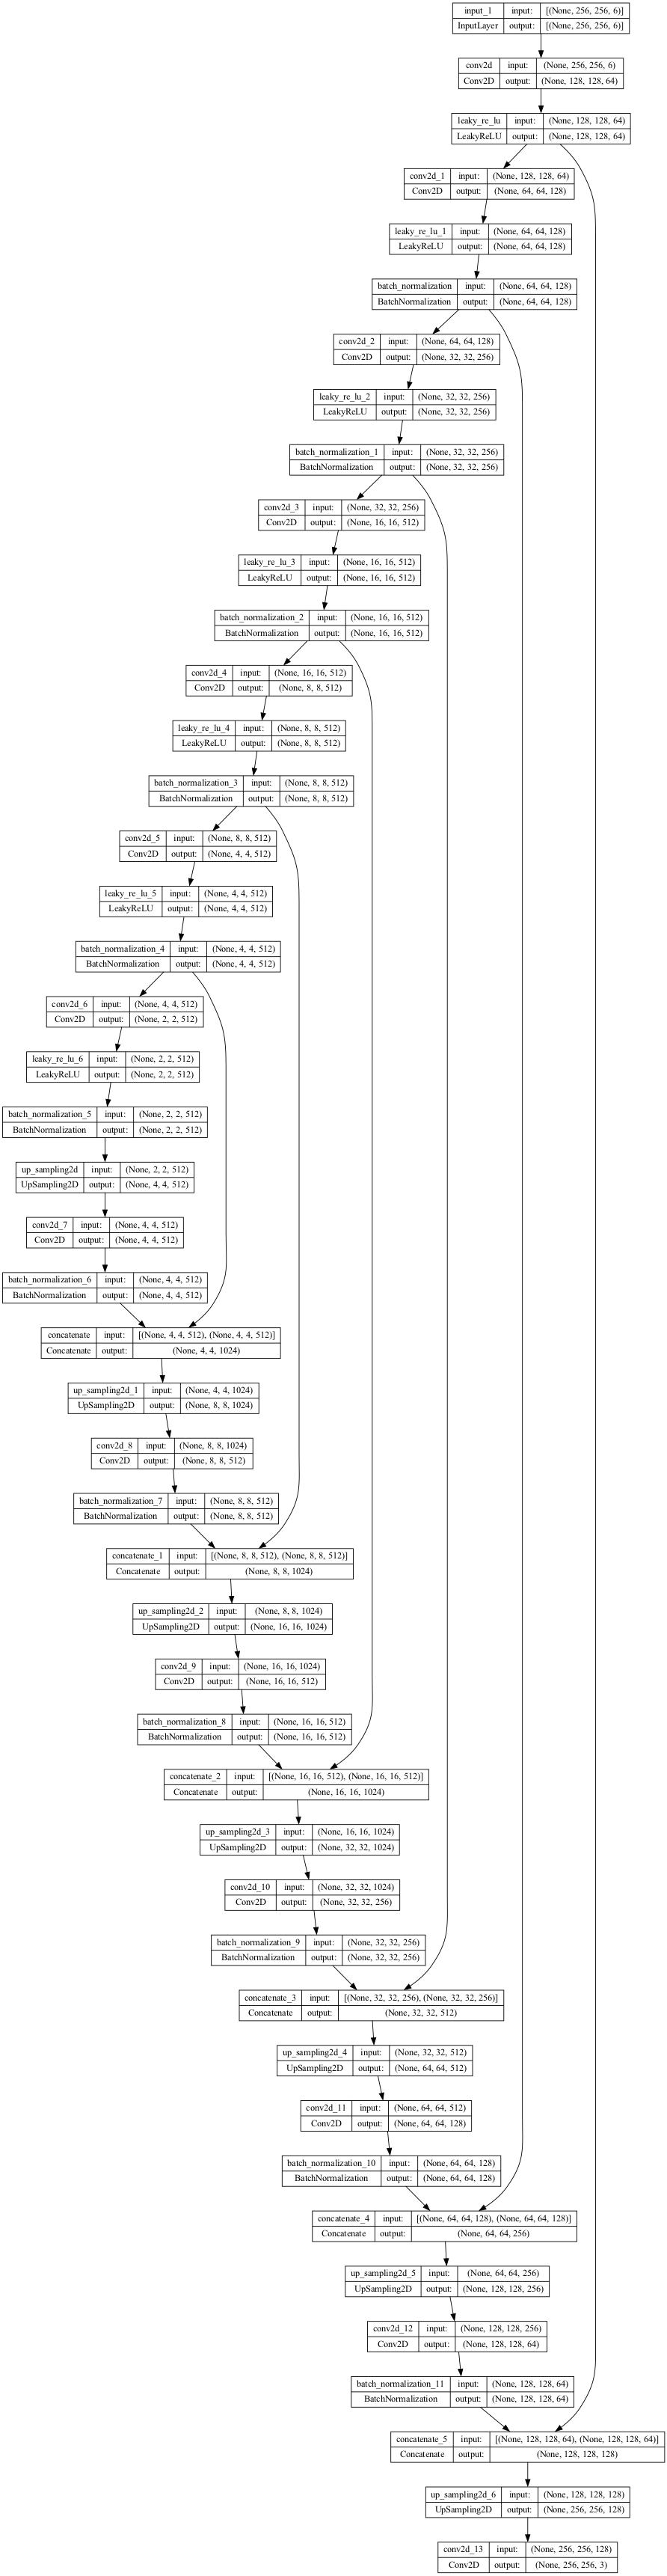 input_1 input: [(None, 256, 256, 6)]
InputLayer output: [(None, 256, 256, 6)]
conv2d input: (None, 256, 256, 6)
Conv2D output: (None, 128, 128, 64)
leaky_re_lu input: (None, 128, 128, 64)
LeakyReLU output: (None, 128, 128, 64)
conv2d_1 input: (None, 128, 128, 64)
Conv2D output: (None, 64, 64, 128)
leaky_re_lu_1 input: (None, 64, 64, 128)
LeakyReLU output: (None, 64, 64, 128)
batch_normalization input: (None, 64, 64, 128)
BatchNormalization output: (None, 64, 64, 128)
conv2d_2 input: (None, 64, 64, 128)
Conv2D output: (None, 32, 32, 256)
leaky_re_lu_2 input: (None, 32, 32, 256)
LeakyReLU output: (None, 32, 32, 256)
batch_normalization_1 input: (None, 32, 32, 256)
BatchNormalization output: (None, 32, 32, 256)
conv2d_3 input: (None, 32, 32, 256)
Conv2D output: (None, 16, 16, 512)
leaky_re_lu_3 input: (None, 16, 16, 512)
LeakyReLU output: (None, 16, 16, 512)
batch_normalization_2 input: (None, 16, 16, 512)
BatchNormalization output: (None, 16, 16, 512)
conv2d_4 input: (None, 16, 16, 512)
Conv2D output: (None, 8, 8, 512)
leaky_re_lu_4 input: (None, 8, 8, 512)
LeakyReLU output: (None, 8, 8, 512)
batch_normalization_3 input: (None, 8, 8, 512)
BatchNormalization output: (None, 8, 8, 512)
conv2d_5 input: (None, 8, 8, 512)
Conv2D output: (None, 4, 4, 512)
leaky_re_lu_5 input: (None, 4, 4, 512)
LeakyReLU output: (None, 4, 4, 512)
batch_normalization_4 input: (None, 4, 4, 512)
BatchNormalization output: (None, 4, 4, 512)
conv2d_6 input: (None, 4, 4, 512)
Conv2D output: (None, 2, 2, 512)
leaky_re_lu_6 input: (None, 2, 2, 512)
LeakyReLU output: (None, 2, 2, 512)
batch_normalization_5 input: (None, 2, 2, 512)
BatchNormalization output: (None, 2, 2, 512)
up_sampling2d input: (None, 2, 2, 512)
UpSampling2D output: (None, 4, 4, 512)
conv2d_7 input: (None, 4, 4, 512)
Conv2D output: (None, 4, 4, 512)
batch_normalization_6 input: (None, 4, 4, 512)
BatchNormalization output: (None, 4, 4, 512)
concatenate input: [(None, 4, 4, 512), (None, 4, 4, 512)]
Concatenate output: (None, 4, 4, 1024)
up_sampling2d_1 input: (None, 4, 4, 1024)
UpSampling2D output: (None, 8, 8, 1024)
conv2d_8 input: (None, 8, 8, 1024)
Conv2D output: (None, 8, 8, 512)
batch_normalization_7 input: (None, 8, 8, 512)
BatchNormalization output: (None, 8, 8, 512)
concatenate_1 input: [(None, 8, 8, 512), (None, 8, 8, 512)]
Concatenate output: (None, 8, 8, 1024)
up_sampling2d_2 input: (None, 8, 8, 1024)
UpSampling2D output: (None, 16, 16, 1024)
conv2d_9 input: (None, 16, 16, 1024)
Conv2D output: (None, 16, 16, 512)
batch_normalization_8 input: (None, 16, 16, 512)
BatchNormalization output: (None, 16, 16, 512)
concatenate_2 input: [(None, 16, 16, 512), (None, 16, 16, 512)]
Concatenate output: (None, 16, 16, 1024)
up_sampling2d_3 input: (None, 16, 16, 1024)
UpSampling2D output: (None, 32, 32, 1024)
conv2d_10 input: (None, 32, 32, 1024)
Conv2D output: (None, 32, 32, 256)
batch_normalization_9 input: (None, 32, 32, 256)
BatchNormalization output: (None, 32, 32, 256)
concatenate_3 input: [(None, 32, 32, 256), (None, 32, 32, 256)]
Concatenate output: (None, 32, 32, 512)
up_sampling2d_4 input: (None, 32, 32, 512)
UpSampling2D output: (None, 64, 64, 512)
conv2d_11 input: (None, 64, 64, 512)
Conv2D output: (None, 64, 64, 128)
batch_normalization_10 input: (None, 64, 64, 128)
BatchNormalization output: (None, 64, 64, 128)
concatenate_4 input: [(None, 64, 64, 128), (None, 64, 64, 128)]
Concatenate output: (None, 64, 64, 256)
up_sampling2d_5 input: (None, 64, 64, 256)
UpSampling2D output: (None, 128, 128, 256)
conv2d_12 input: (None, 128, 128, 256)
Conv2D output: (None, 128, 128, 64)
batch_normalization_11 input: (None, 128, 128, 64)
BatchNormalization output: (None, 128, 128, 64)
concatenate_5 input: [(None, 128, 128, 64), (None, 128, 128, 64)]
Concatenate output: (None, 128, 128, 128)
up_sampling2d_6 input: (None, 128, 128, 128)
UpSampling2D output: (None, 256, 256, 128)
conv2d_13 input: (None, 256, 256, 128)
Conv2D output: (None, 256, 256, 3)